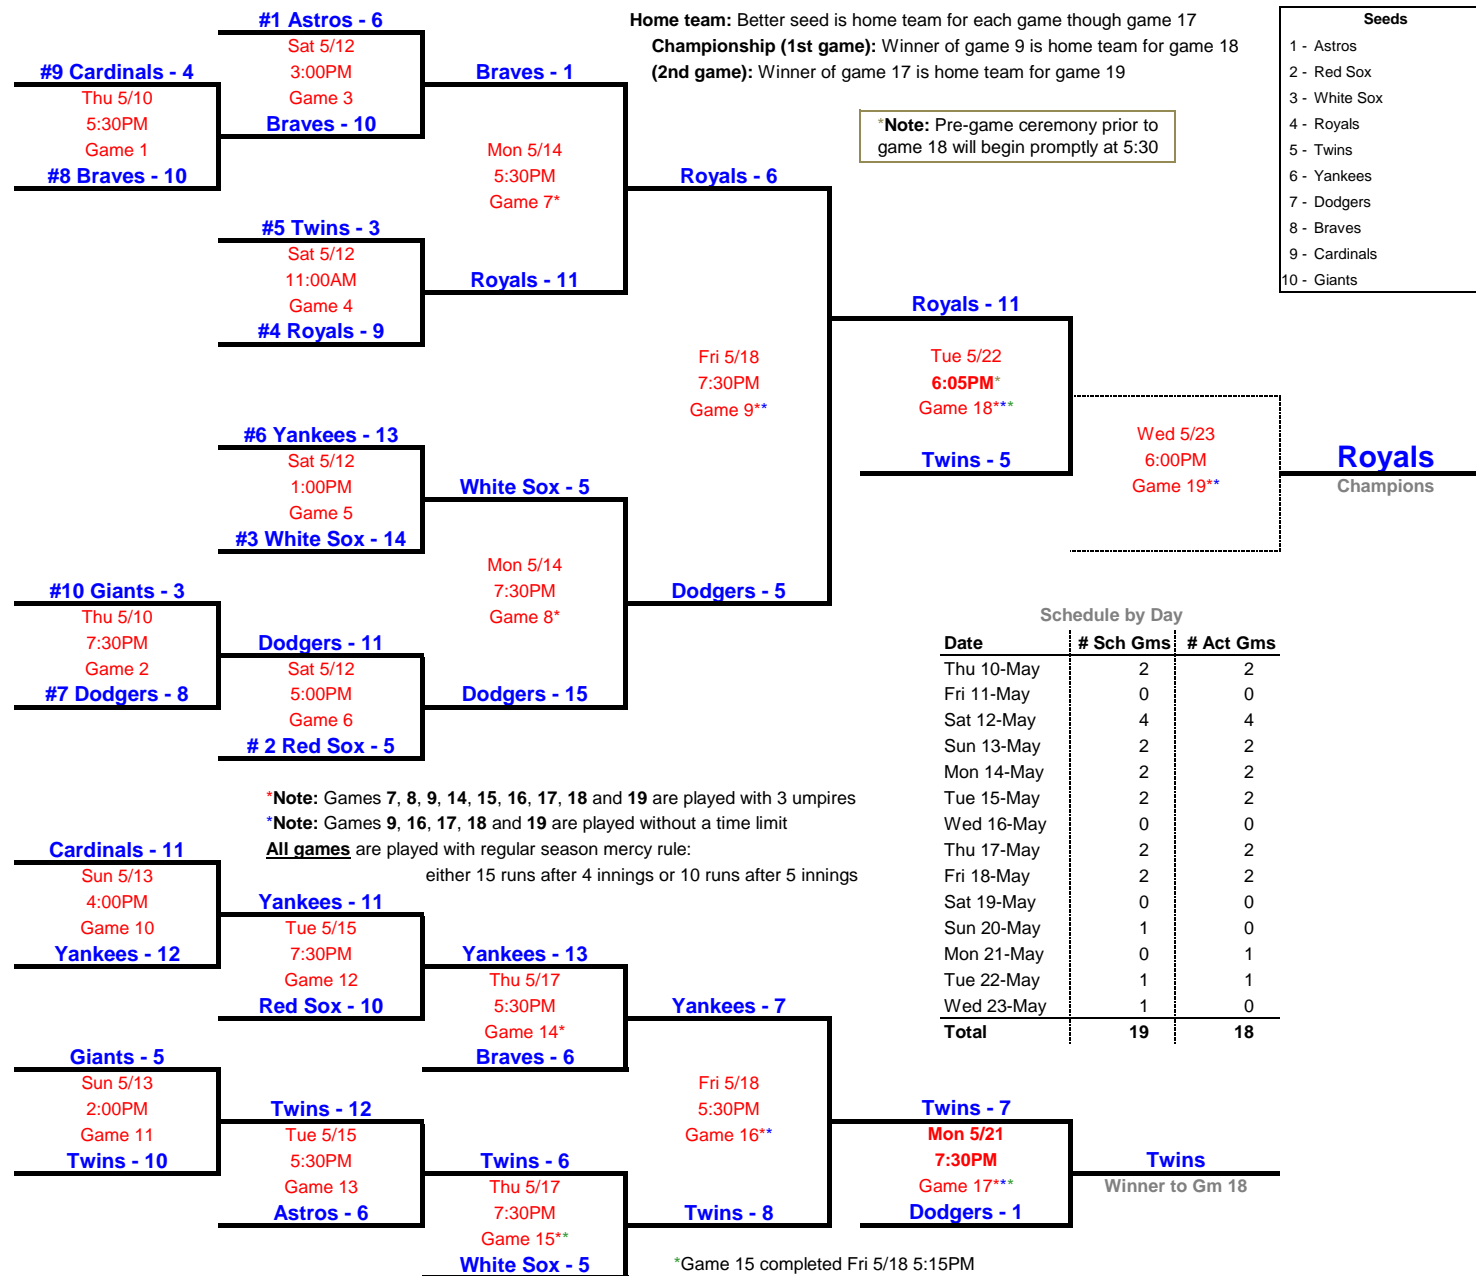 #1 Astros - 6
Home team: Better seed is home team for each game though game 17
Championship (1st game): Winner of game 9 is home team for game 18
(2nd game): Winner of game 17 is home team for game 19
Seeds
1 - Astros
2 - Red Sox
3 - White Sox
4 - Royals
5 - Twins
6 - Yankees
7 - Dodgers
8 - Braves
9 - Cardinals
10 - Giants
*Note: Pre-game ceremony prior to
game 18 will begin promptly at 5:30
Sat 5/12
3:00PM
Game 3
Braves - 10
#9 Cardinals - 4
Thu 5/10
5:30PM
Game 1
#8 Braves - 10
Braves - 1
Mon 5/14
5:30PM
Game 7*
Royals - 11
#5 Twins - 3
Sat 5/12
11:00AM
Game 4
#4 Royals - 9
Royals - 6
Fri 5/18
7:30PM
Game 9**
Dodgers - 5
Royals - 11
Tue 5/22
6:05PM*
Game 18***
Twins - 5
Wed 5/23
6:00PM
Game 19**
Royals
Champions
#6 Yankees - 13
Sat 5/12
1:00PM
Game 5
#3 White Sox - 14
White Sox - 5
Mon 5/14
7:30PM
Game 8*
Dodgers - 15
#10 Giants - 3
Thu 5/10
7:30PM
Game 2
#7 Dodgers - 8
Dodgers - 11
Sat 5/12
5:00PM
Game 6
# 2 Red Sox - 5
Schedule by Day
Date # Sch Gms # Act Gms
Thu 10-May 2 2
Fri 11-May 0 0
Sat 12-May 4 4
Sun 13-May 2 2
Mon 14-May 2 2
Tue 15-May 2 2
Wed 16-May 0 0
Thu 17-May 2 2
Fri 18-May 2 2
Sat 19-May 0 0
Sun 20-May 1 0
Mon 21-May 0 1
Tue 22-May 1 1
Wed 23-May 1 0
Total 19 18
*Note: Games 7, 8, 9, 14, 15, 16, 17, 18 and 19 are played with 3 umpires
*Note: Games 9, 16, 17, 18 and 19 are played without a time limit
All games are played with regular season mercy rule:
either 15 runs after 4 innings or 10 runs after 5 innings
Cardinals - 11
Sun 5/13
4:00PM
Game 10
Yankees - 12
Yankees - 11
Tue 5/15
7:30PM
Game 12
Red Sox - 10
Yankees - 13
Thu 5/17
5:30PM
Game 14*
Braves - 6
Giants - 5
Sun 5/13
2:00PM
Game 11
Twins - 10
Twins - 12
Tue 5/15
5:30PM
Game 13
Astros - 6
Twins - 6
Thu 5/17
7:30PM
Game 15**
White Sox - 5
Yankees - 7
Fri 5/18
5:30PM
Game 16**
Twins - 8
Twins - 7
Mon 5/21
7:30PM
Game 17***
Dodgers - 1
Twins
Winner to Gm 18
*Game 15 completed Fri 5/18 5:15PM